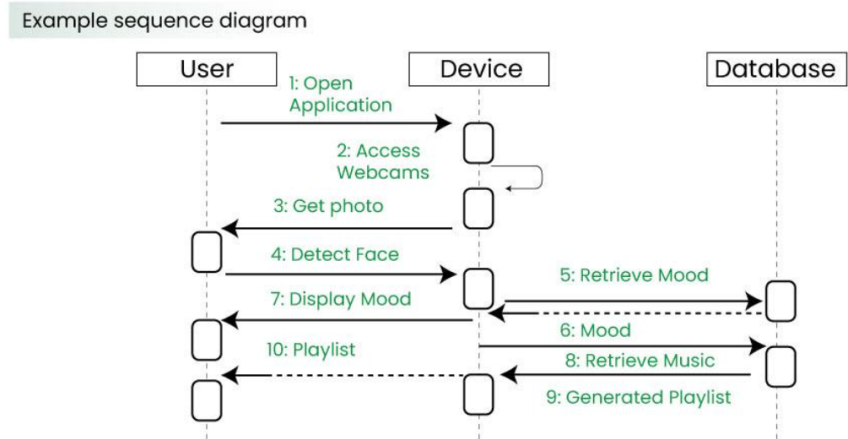 Example sequence diagram
User
Device
Database
1: Open
Application
2: Access
Webcams
3: Get photo
4: Detect Face
5: Retrieve Mood
7: Display Mood
6: Mood
10: Playlist
8: Retrieve Music
9: Generated Playlist